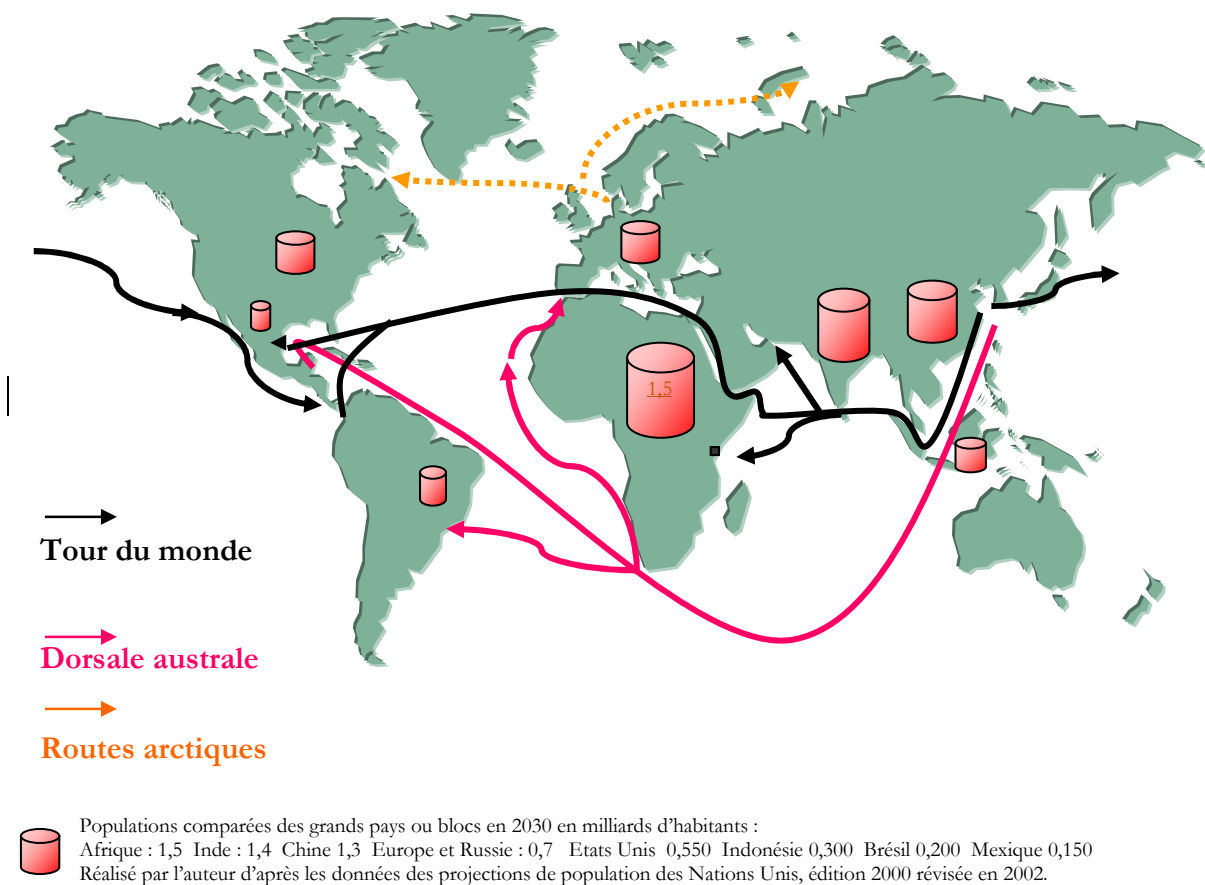 1,5
Tour du monde
Dorsale australe
Routes arctiques
Populations comparées des grands pays ou blocs en 2030 en milliards d’habitants :
Afrique : 1,5 Inde : 1,4 Chine 1,3 Europe et Russie : 0,7 Etats Unis 0,550 Indonésie 0,300 Brésil 0,200 Mexique 0,150
Réalisé par l’auteur d’après les données des projections de population des Nations Unis, édition 2000 révisée en 2002.